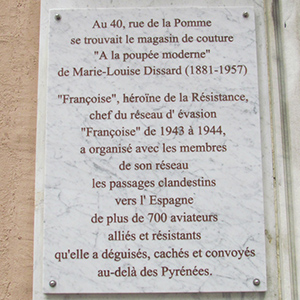 Au 40, rue de la Pomme
se trouvait le magasin de couture
"A la poupée moderne"
de Marie-Louise Dissard (1881-1957)
"Françoise", héroïne de la Résistance,
chef du réseau d' évasion
"Françoise" de 1943 à 1944,
a organisé avec les membres
de son réseau
les passages clandestins
vers l' Espagne
de plus de 700 aviateurs
alliés et résistants
qu'elle a déguisés, cachés et convoyés
au-delà des Pyrénées.